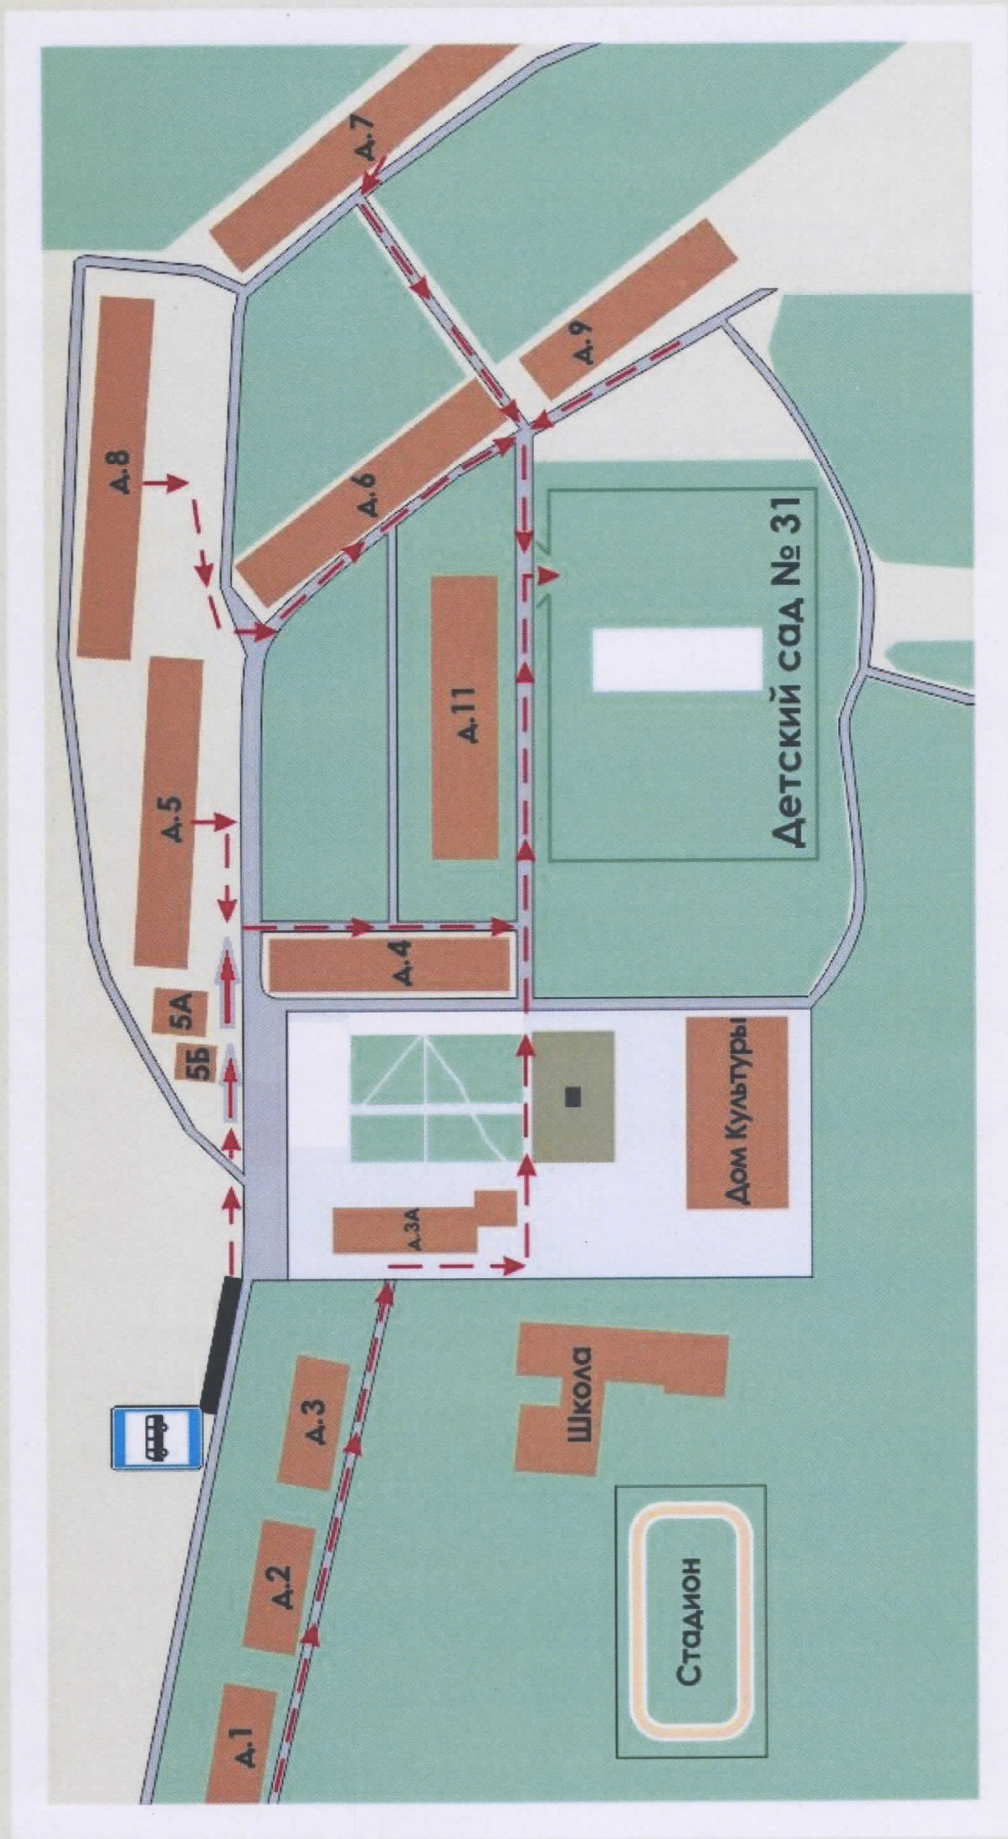 д.1
д.2
д.3
5Б
5А
д.5
д.8
д.7
д.3А
д.4
д.6
д.11
д.9
Школа
Стадион
Дом Культуры
Детский сад № 31